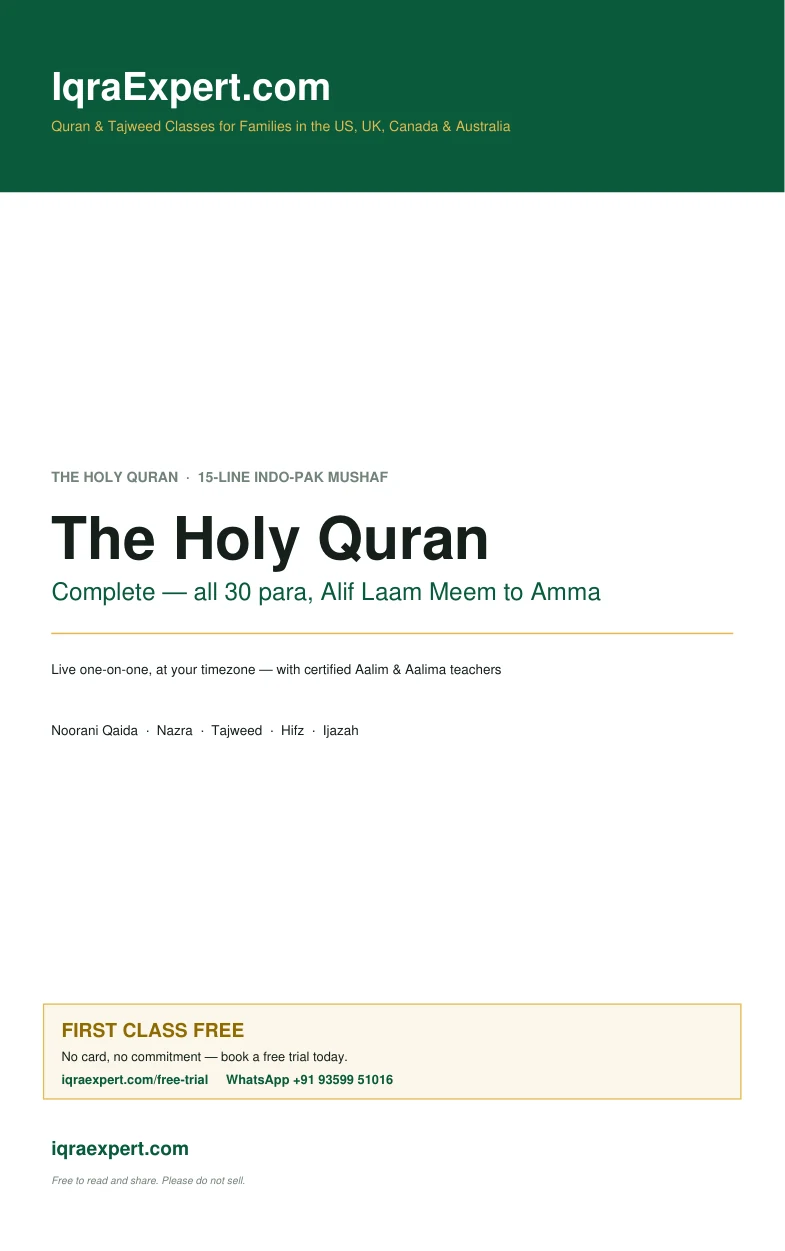 IqraExpert.com
Quran & Tajweed Classes for Families in the US, UK, Canada & Australia
THE HOLY QURAN · 15-LINE INDO-PAK MUSHAF
The Holy Quran
Complete — all 30 para, Alif Laam Meem to Amma
Live one-on-one, at your timezone — with certified Aalim & Aalima teachers
Noorani Qaida · Nazra · Tajweed · Hifz · Ijazah
FIRST CLASS FREE
No card, no commitment — book a free trial today.
iqraexpert.com/free-trial WhatsApp +91 93599 51016
iqraexpert.com
Free to read and share. Please do not sell.